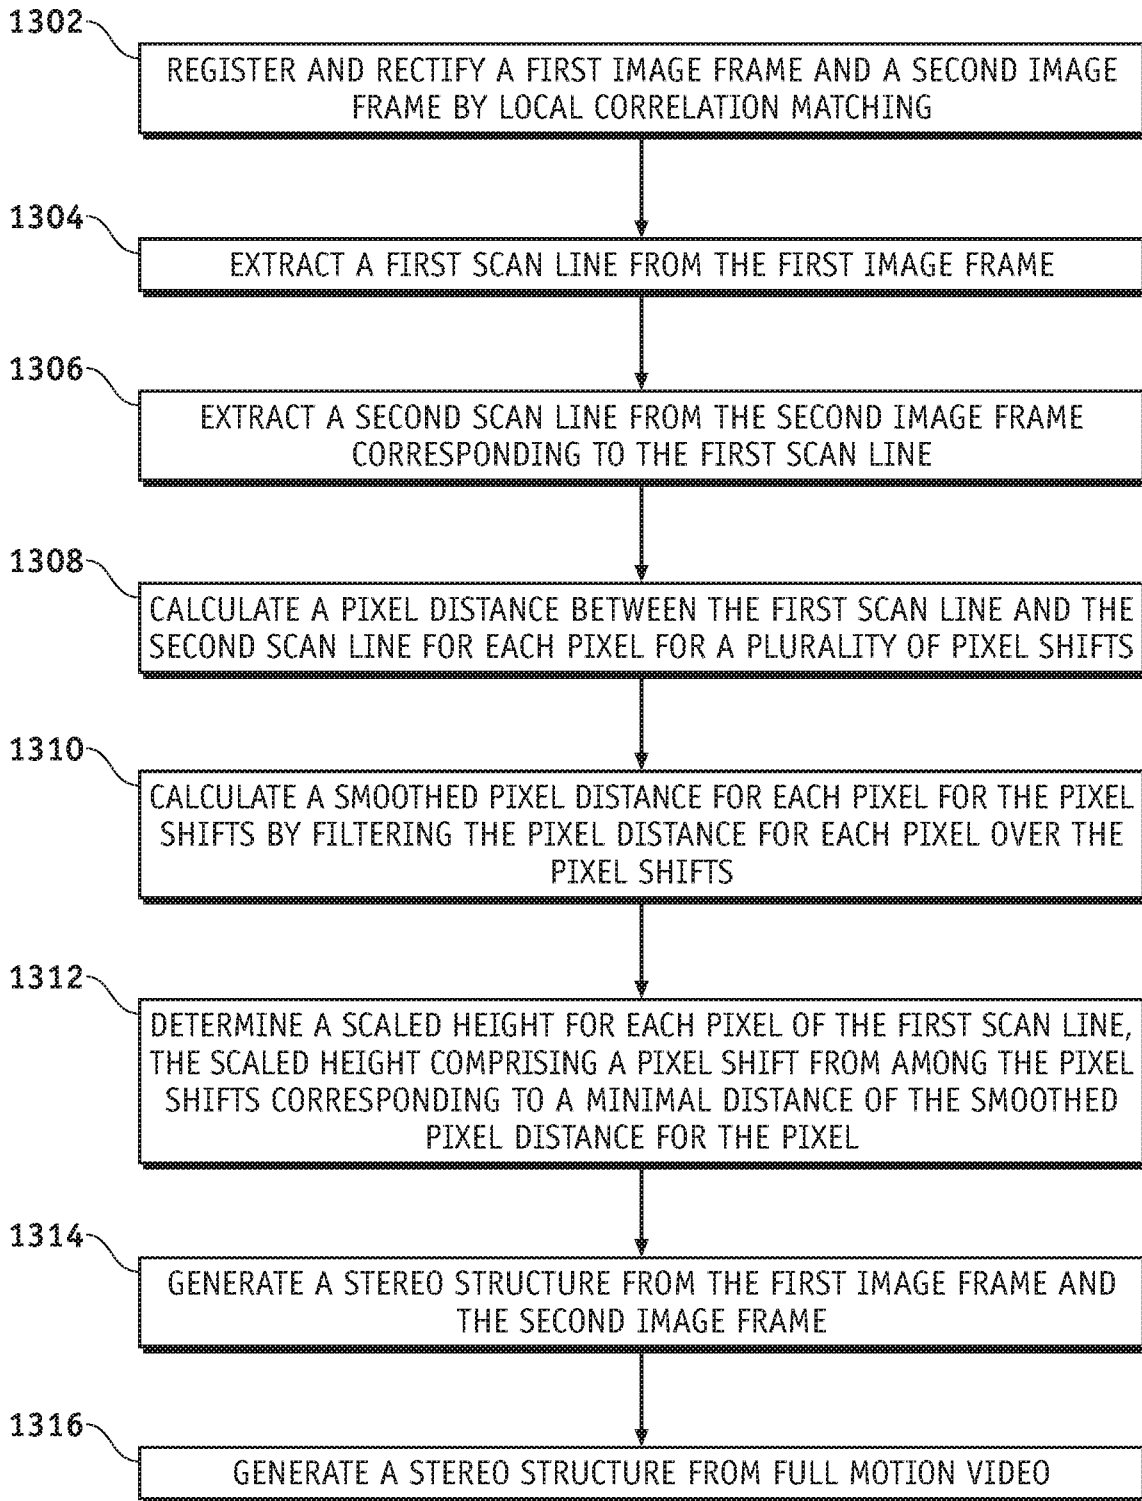 1302
REGISTER AND RECTIFY A FIRST IMAGE FRAME AND A SECOND IMAGE
FRAME BY LOCAL CORRELATION MATCHING
1304
EXTRACT A FIRST SCAN LINE FROM THE FIRST IMAGE FRAME
1306
EXTRACT A SECOND SCAN LINE FROM THE SECOND IMAGE FRAME
CORRESPONDING TO THE FIRST SCAN LINE
1308
CALCULATE A PIXEL DISTANCE BETWEEN THE FIRST SCAN LINE AND THE
SECOND SCAN LINE FOR EACH PIXEL FOR A PLURALITY OF PIXEL SHIFTS
1310
CALCULATE A SMOOTHED PIXEL DISTANCE FOR EACH PIXEL FOR THE PIXEL
SHIFTS BY FILTERING THE PIXEL DISTANCE FOR EACH PIXEL OVER THE
PIXEL SHIFTS
1312
DETERMINE A SCALED HEIGHT FOR EACH PIXEL OF THE FIRST SCAN LINE,
THE SCALED HEIGHT COMPRISING A PIXEL SHIFT FROM AMONG THE PIXEL
SHIFTS CORRESPONDING TO A MINIMAL DISTANCE OF THE SMOOTHED
PIXEL DISTANCE FOR THE PIXEL
1314
GENERATE A STEREO STRUCTURE FROM THE FIRST IMAGE FRAME AND
THE SECOND IMAGE FRAME
1316
GENERATE A STEREO STRUCTURE FROM FULL MOTION VIDEO